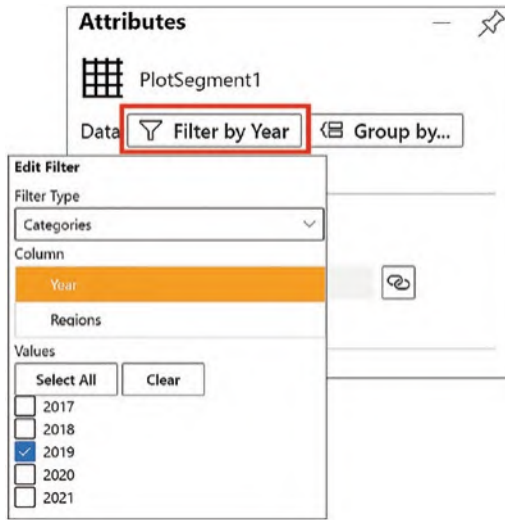 Attributes
PlotSegment1
Data Filter by Year Group by...
Edit Filter
Filter Type
Categories
Column
Year
Regions
Values
Select All Clear
2017
2018
2019
2020
2021